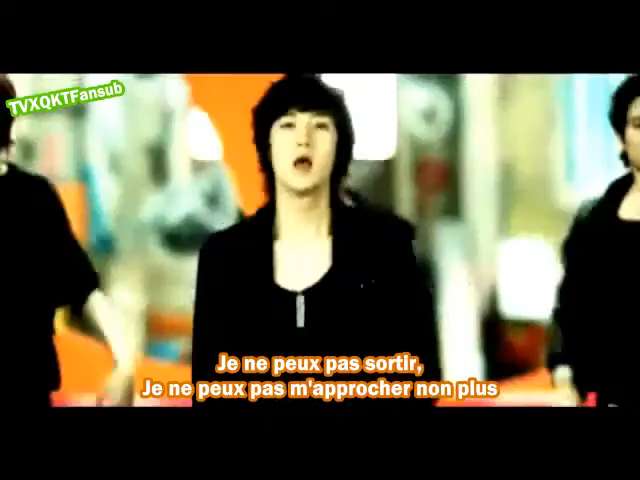 TVXQKTFansub
Je ne peux pas sortir,
Je ne peux pas m'approcher non plus